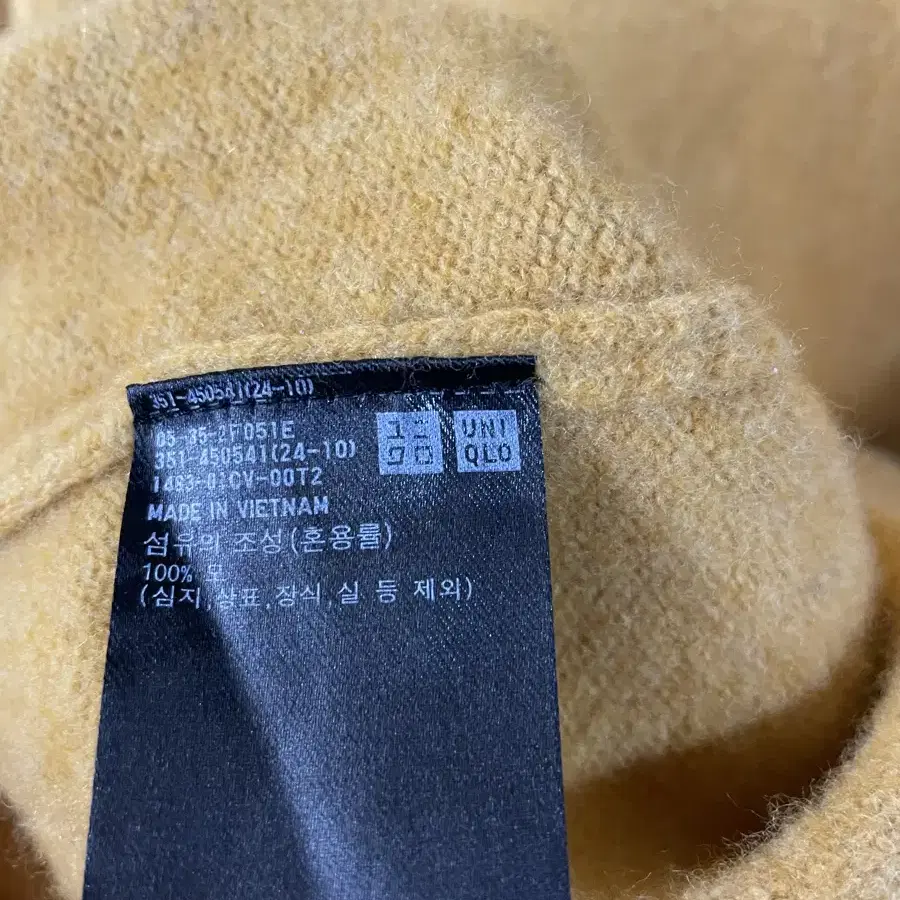 351-450541(24-10)
05-35-2F051E
351-450541(24-10)
1483-01CV-00T2
MADE IN VIETNAM
섬유의 조성(혼용률)
100% 모
(심지,상표,장식,실 등 제외)
UNI
QLO